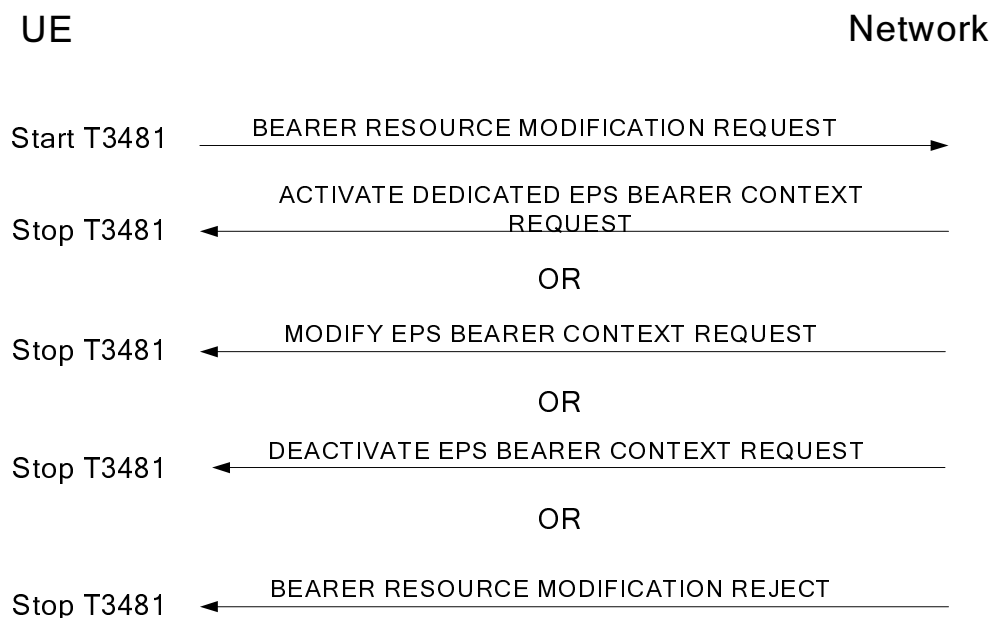 UE
Network
Start T3481
BEARER RESOURCE MODIFICATION REQUEST
ACTIVATE DEDICATED EPS BEARER CONTEXT
REQUEST
Stop T3481
OR
MODIFY EPS BEARER CONTEXT REQUEST
Stop T3481
OR
DEACTIVATE EPS BEARER CONTEXT REQUEST
Stop T3481
OR
BEARER RESOURCE MODIFICATION REJECT
Stop T3481